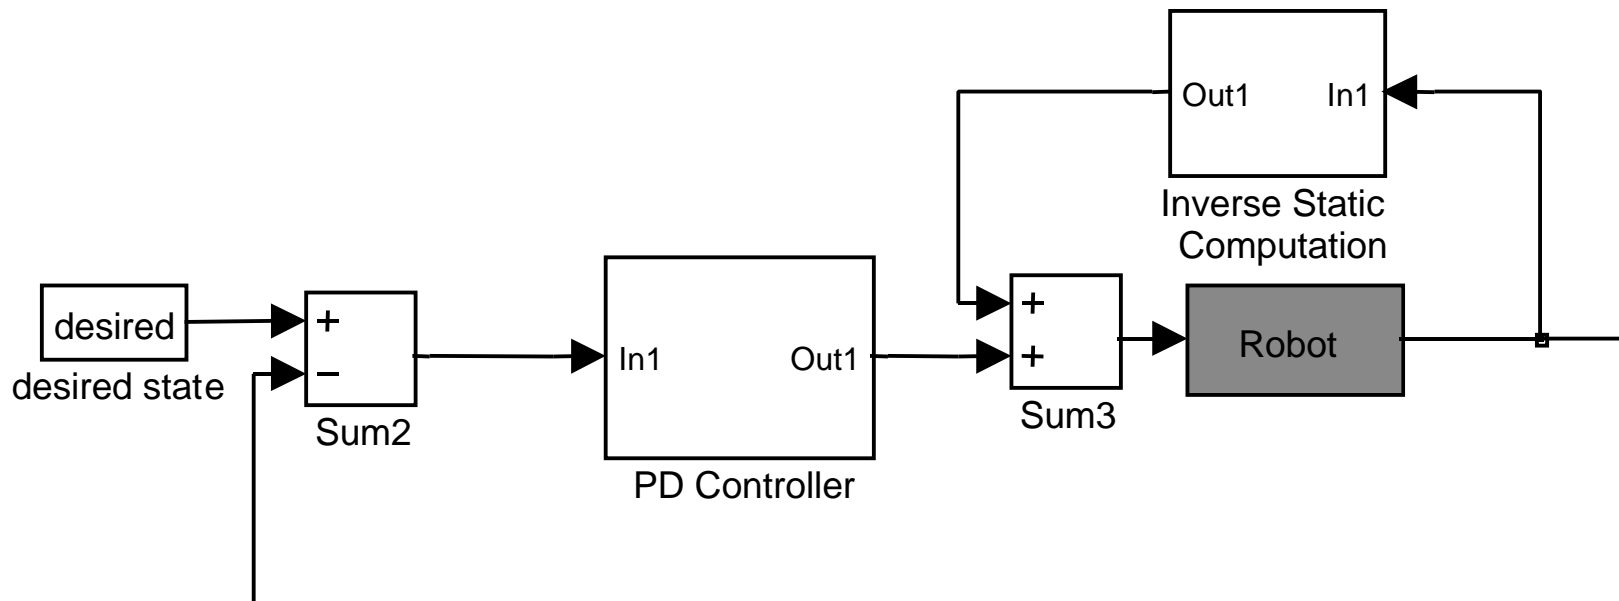 Out1 In1
Inverse Static
Computation
desired
desired state
+
−
Sum2
In1 Out1
PD Controller
+
+
Sum3
Robot